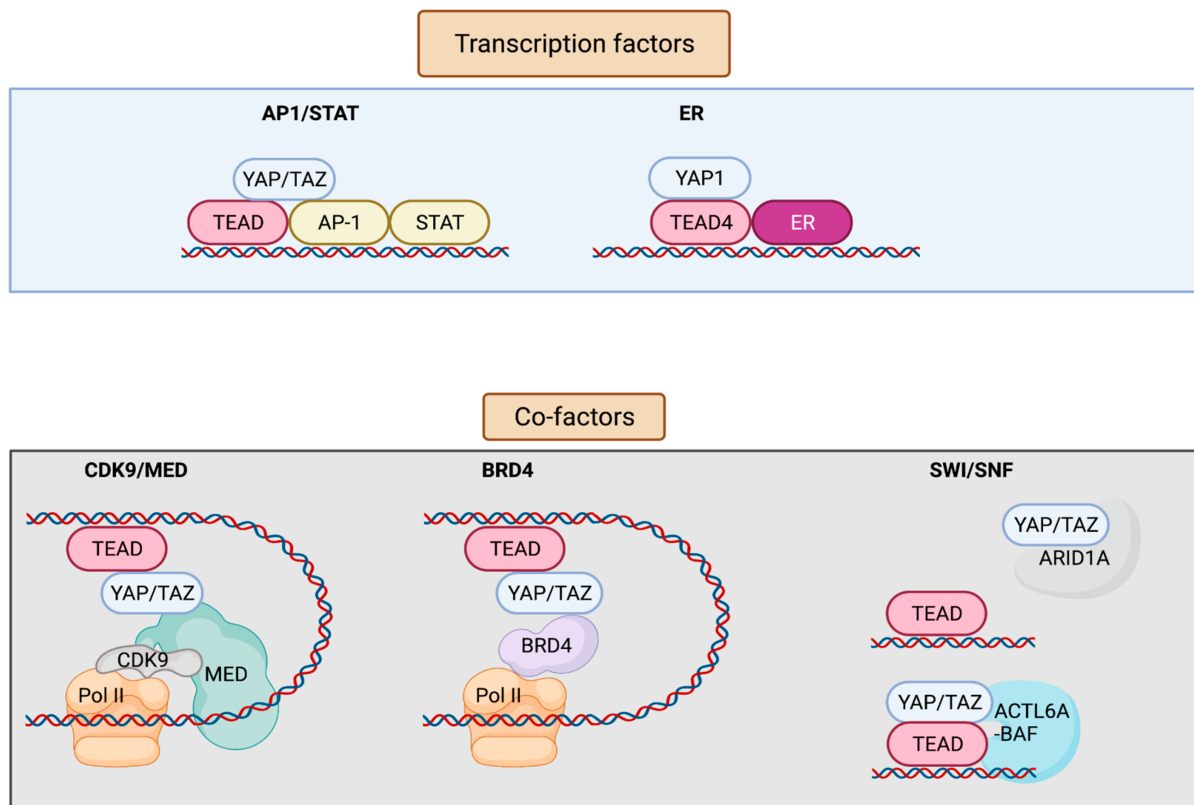 Transcription factors
AP1/STAT
ER
YAP/TAZ
TEAD
AP-1
STAT
YAP1
TEAD4
ER
Co-factors
CDK9/MED
BRD4
SWI/SNF
TEAD
YAP/TAZ
CDK9
MED
Pol II
TEAD
YAP/TAZ
BRD4
Pol II
YAP/TAZ
ARID1A
TEAD
YAP/TAZ
ACTL6A
-BAF
TEAD